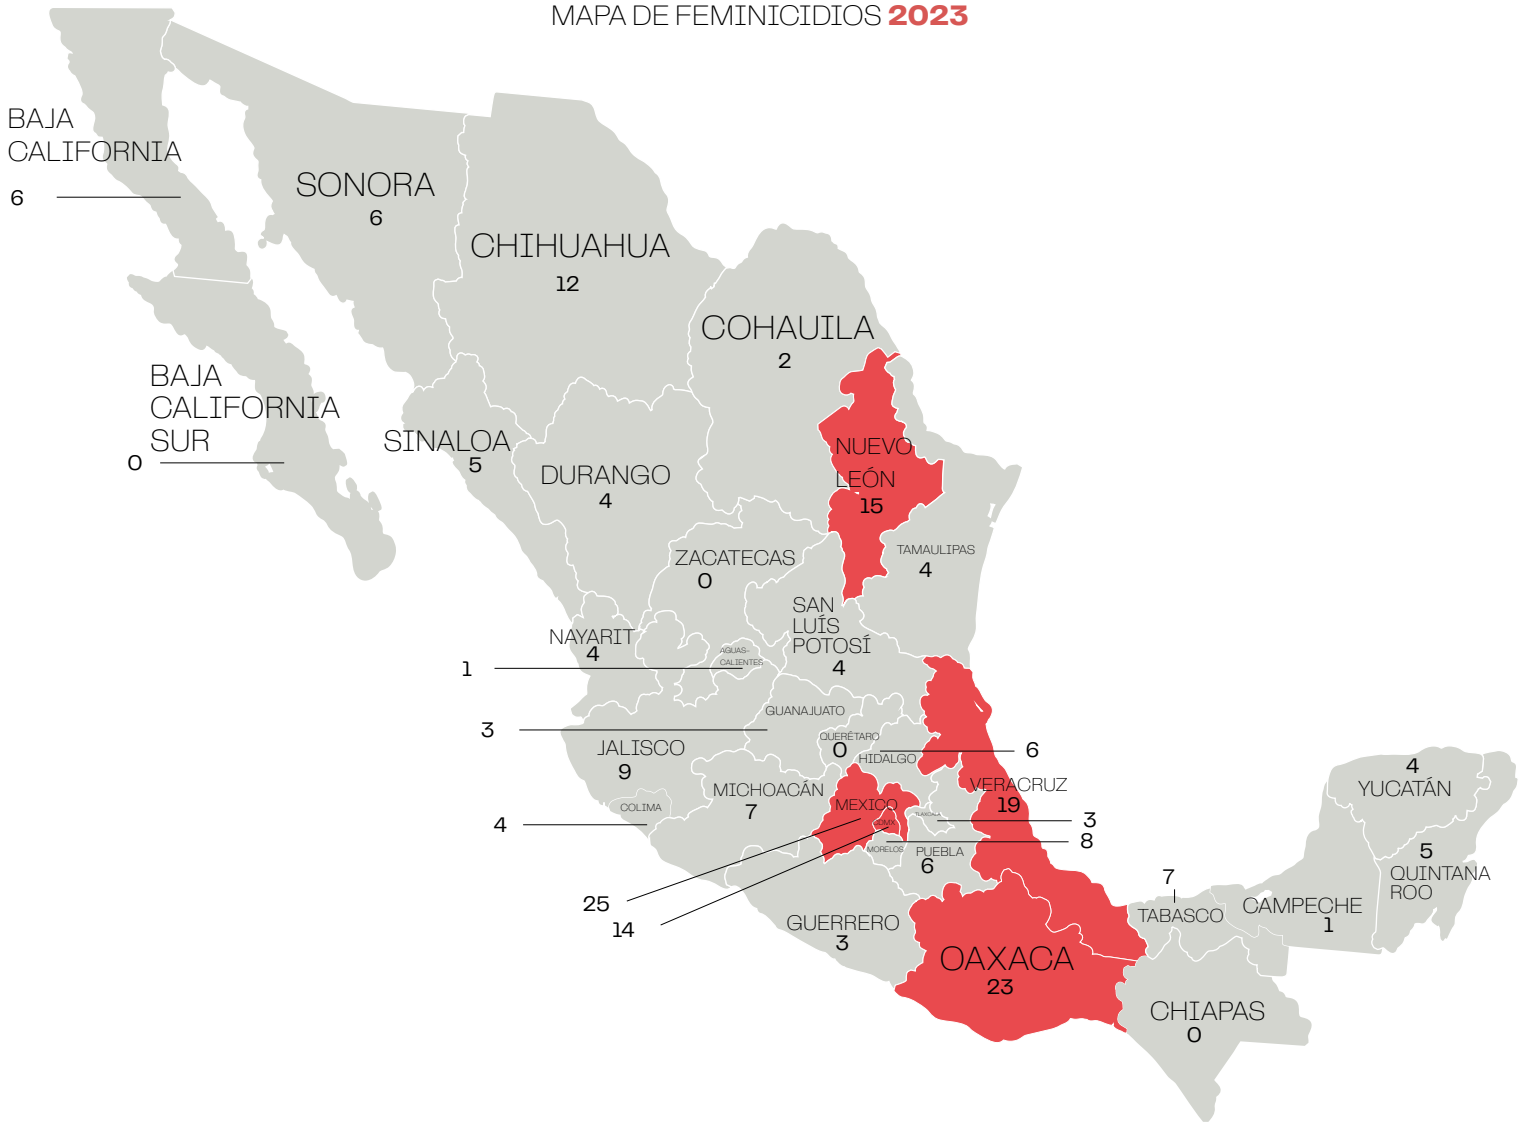 MAPA DE FEMINICIDIOS 2023
BAJA
CALIFORNIA
6
SONORA
6
CHIHUAHUA
12
COHAUILA
2
BAJA
CALIFORNIA
SUR
0
SINALOA
5
DURANGO
4
NUEVO
LEÓN
15
TAMAULIPAS
4
ZACATECAS
0
SAN
LUÍS
POTOSÍ
4
NAYARIT
4
AGUAS-
CALIENTES
1
GUANAJUATO
3
QUERÉTARO
0
HIDALGO
6
JALISCO
9
MICHOACÁN
7
COLIMA
4
MEXICO
25
CDMX
14
TLAXCALA
3
MORELOS
8
PUEBLA
6
VERACRUZ
19
GUERRERO
3
OAXACA
23
7
TABASCO
CHIAPAS
0
CAMPECHE
1
4
YUCATÁN
5
QUINTANA
ROO